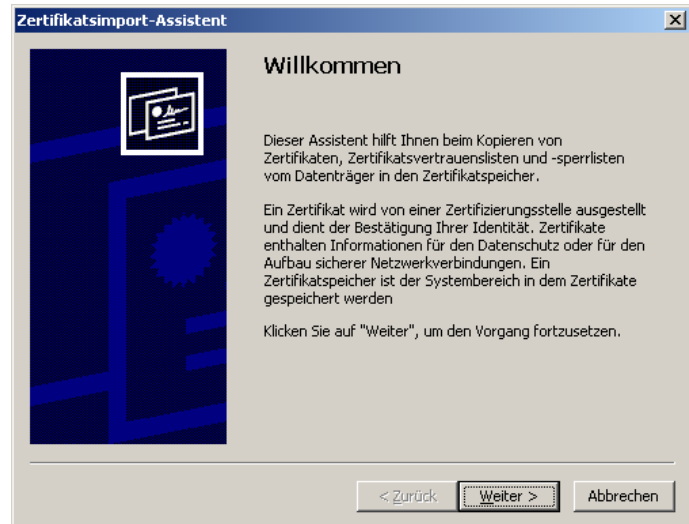 Zertifikatsimport-Assistent
Willkommen
Dieser Assistent hilft Ihnen beim Kopieren von
Zertifikaten, Zertifikatsvertrauenslisten und -sperrlisten
vom Datenträger in den Zertifikatspeicher.
Ein Zertifikat wird von einer Zertifizierungsstelle ausgestellt
und dient der Bestätigung Ihrer Identität. Zertifikate
enthalten Informationen für den Datenschutz oder für den
Aufbau sicherer Netzwerkverbindungen. Ein
Zertifikatspeicher ist der Systembereich in dem Zertifikate
gespeichert werden
Klicken Sie auf "Weiter", um den Vorgang fortzusetzen.
< Zurück Weiter > Abbrechen